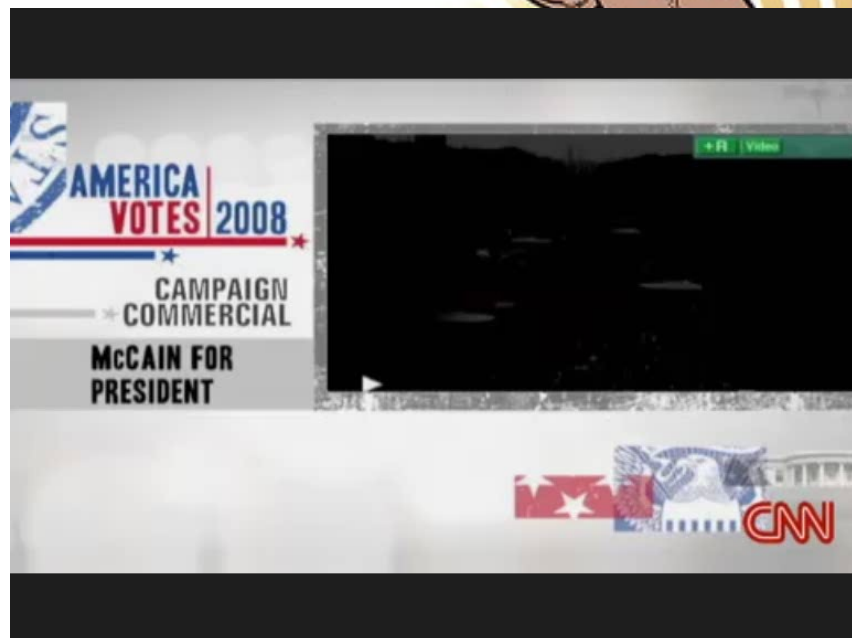 AMERICA
VOTES 2008
CAMPAIGN
COMMERCIAL
McCAIN FOR
PRESIDENT
Video
CNN